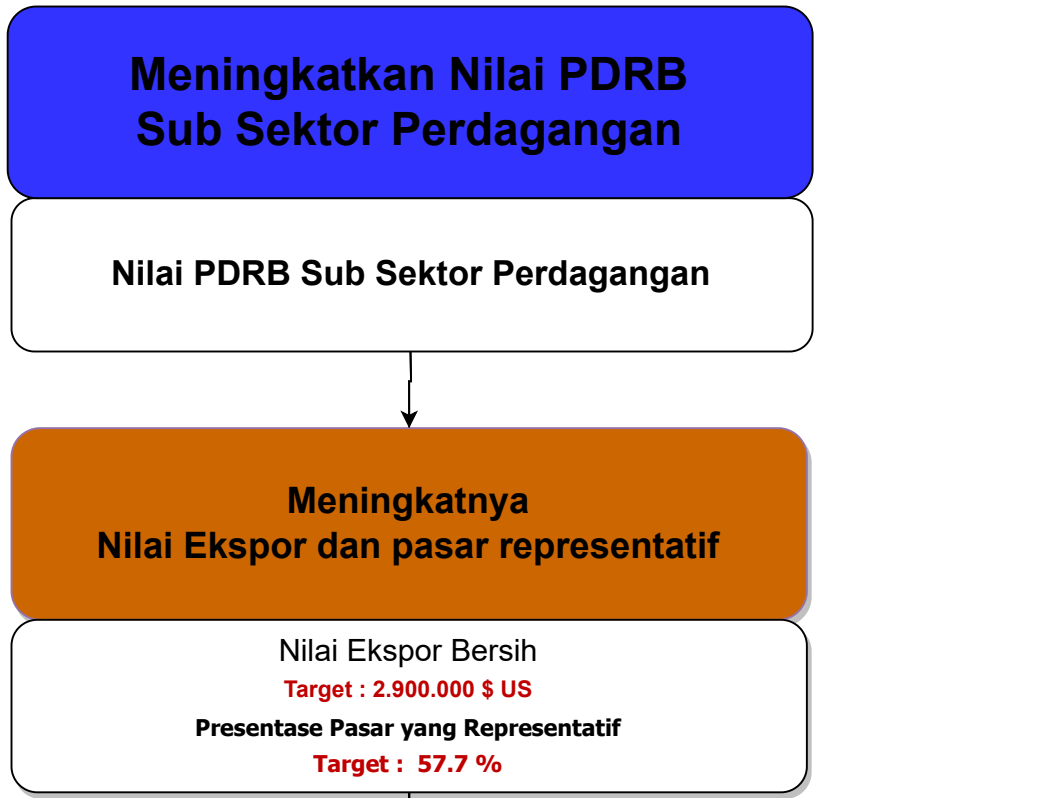 Meningkatkan Nilai PDRB
Sub Sektor Perdagangan
Nilai PDRB Sub Sektor Perdagangan
Meningkatnya
Nilai Ekspor dan pasar representatif
Nilai Ekspor Bersih
Target : 2.900.000 $ US
Presentase Pasar yang Representatif
Target :  57.7 %